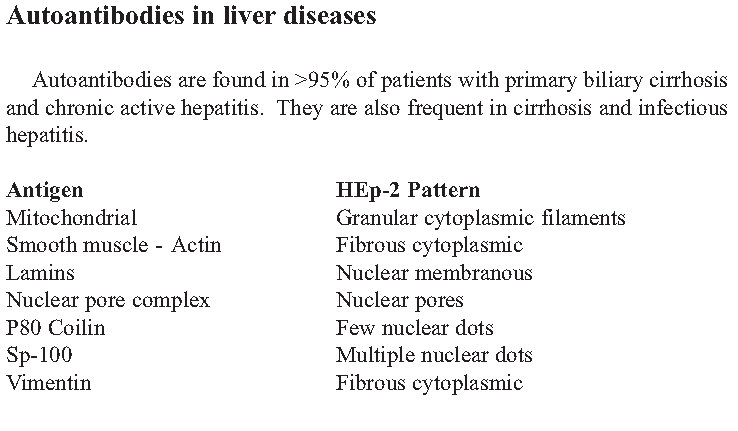 Autoantibodies in liver diseases
Autoantibodies are found in >95% of patients with primary biliary cirrhosis
and chronic active hepatitis. They are also frequent in cirrhosis and infectious
hepatitis.
Antigen HEp-2 Pattern
Mitochondrial Granular cytoplasmic filaments
Smooth muscle - Actin Fibrous cytoplasmic
Lamins Nuclear membranous
Nuclear pore complex Nuclear pores
P80 Coilin Few nuclear dots
Sp-100 Multiple nuclear dots
Vimentin Fibrous cytoplasmic